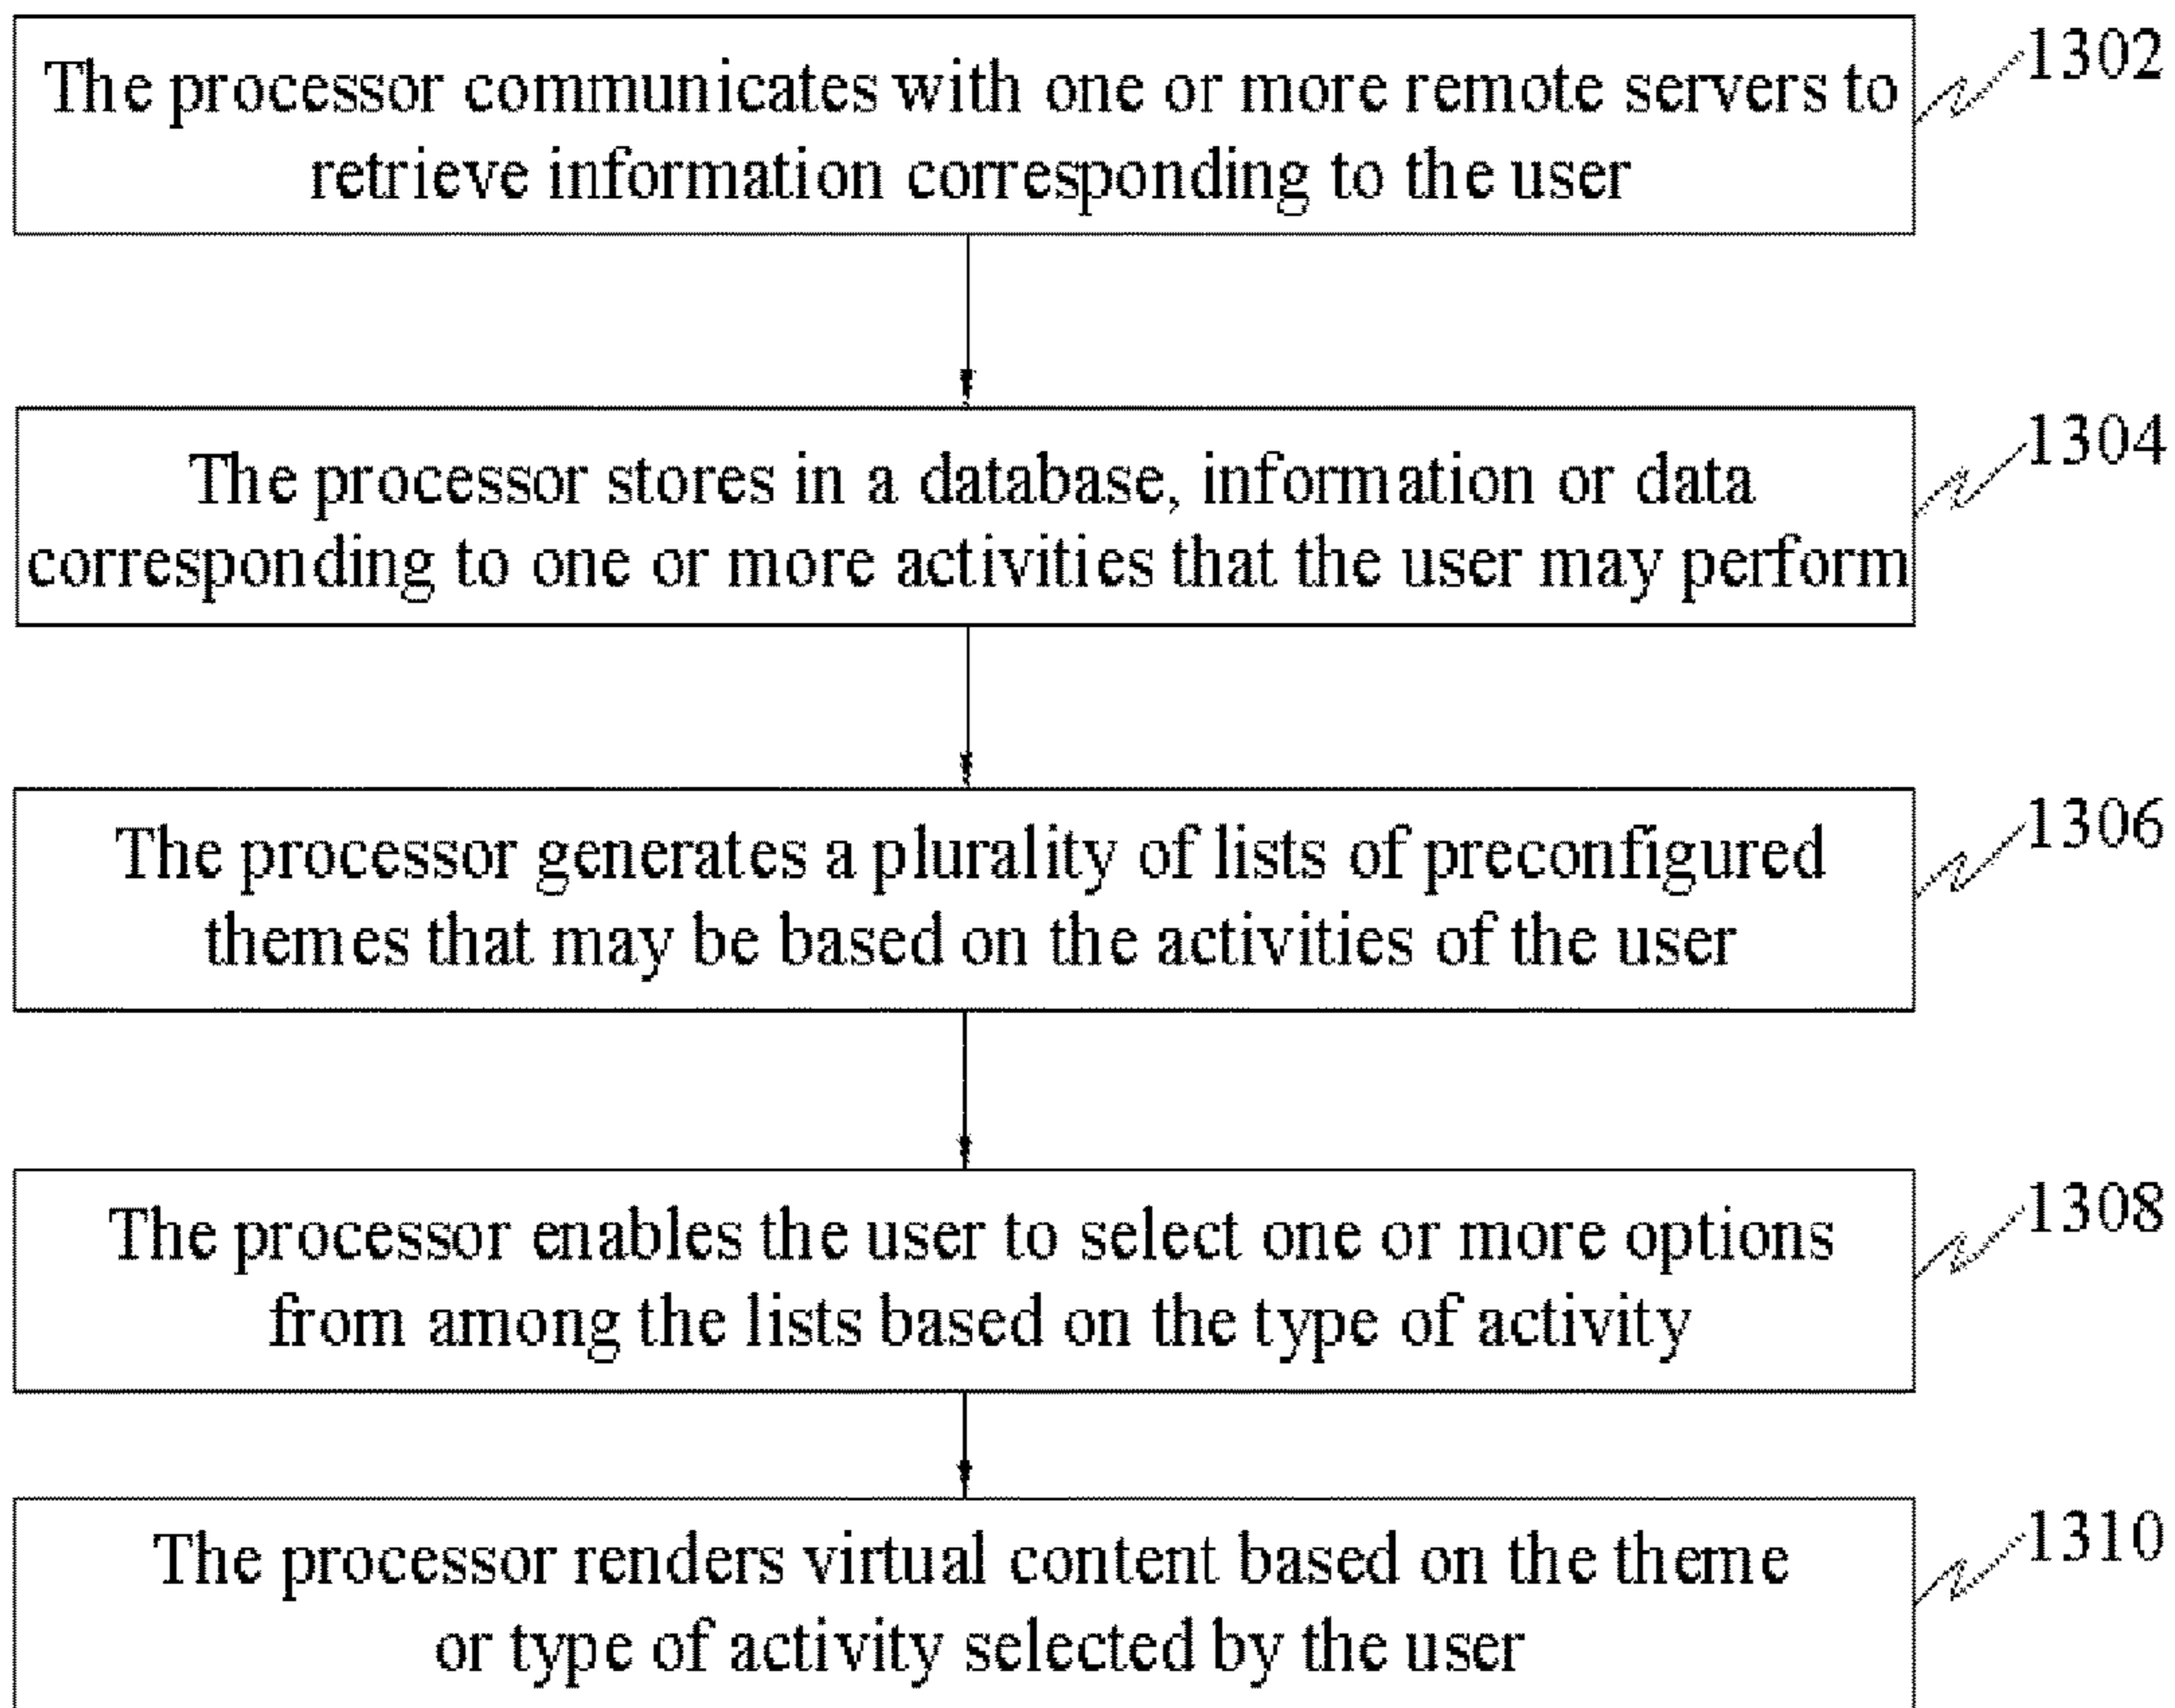 The processor communicates with one or more remote servers to
retrieve information corresponding to the user
1302
The processor stores in a database, information or data
corresponding to one or more activities that the user may perform
1304
The processor generates a plurality of lists of preconfigured
themes that may be based on the activities of the user
1306
The processor enables the user to select one or more options
from among the lists based on the type of activity
1308
The processor renders virtual content based on the theme
or type of activity selected by the user
1310